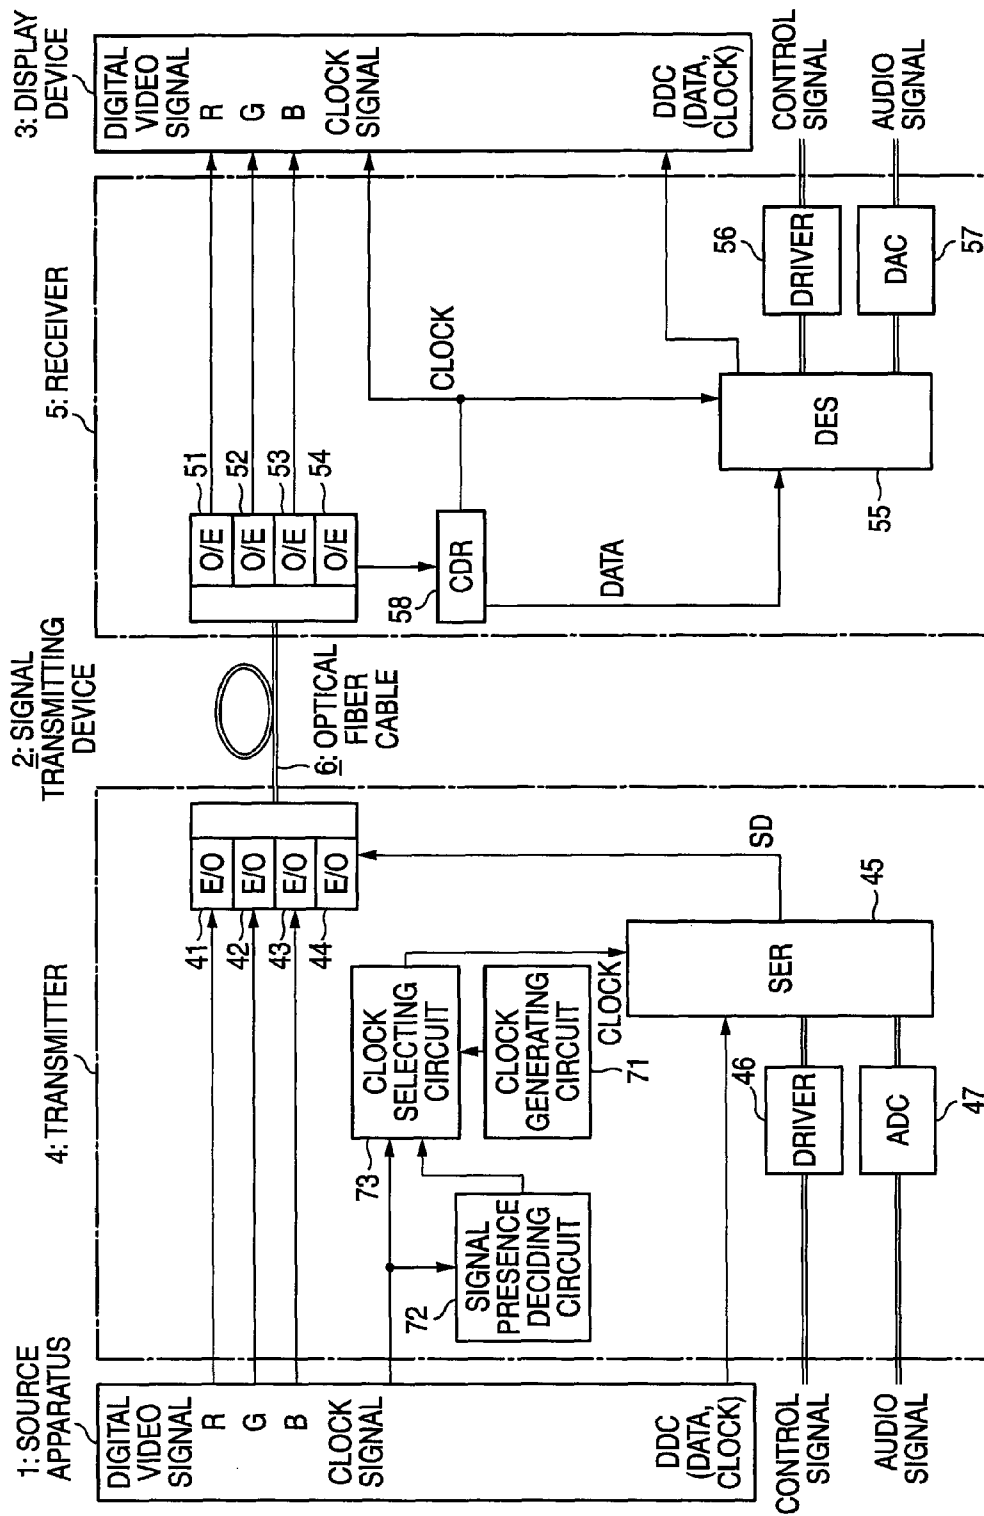 1: SOURCE
APPARATUS
DIGITAL
VIDEO
SIGNAL
R
G
B
CLOCK
SIGNAL
DDC
(DATA,
CLOCK)
CONTROL
SIGNAL
AUDIO
SIGNAL
4: TRANSMITTER
72
SIGNAL
PRESENCE
DECIDING
CIRCUIT
73
CLOCK
SELECTING
CIRCUIT
CLOCK
GENERATING
CIRCUIT
71
CLOCK
46
DRIVER
ADC
47
SER
45
SD
41
42
43
44
E/O
E/O
E/O
E/O
2: SIGNAL
TRANSMITTING
DEVICE
6: OPTICAL
FIBER
CABLE
5: RECEIVER
O/E
O/E
O/E
O/E
51
52
53
54
58
CDR
CLOCK
DATA
DES
55
56
DRIVER
DAC
57
3: DISPLAY
DEVICE
DIGITAL
VIDEO
SIGNAL
R
G
B
CLOCK
SIGNAL
DDC
(DATA,
CLOCK)
CONTROL
SIGNAL
AUDIO
SIGNAL